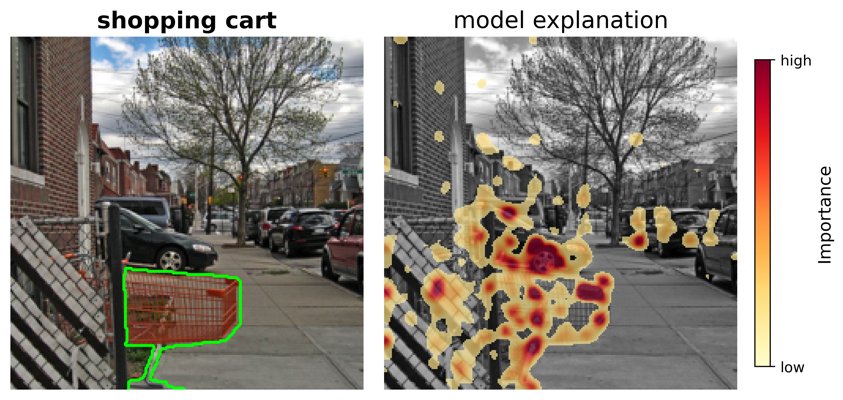 shopping cart
model explanation
high
Importance
low